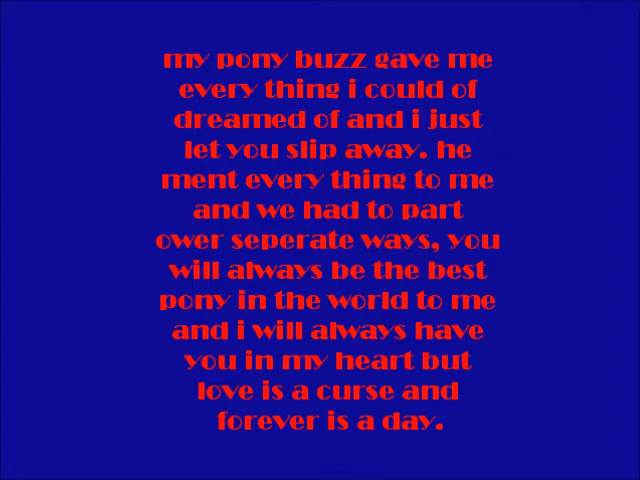 my pony buzz gave me
every thing i could of
dreamed of and i just
let you slip away. he
ment every thing to me
and we had to part
ower seperate ways, you
will always be the best
pony in the world to me
and i will always have
you in my heart but
love is a curse and
forever is a day.